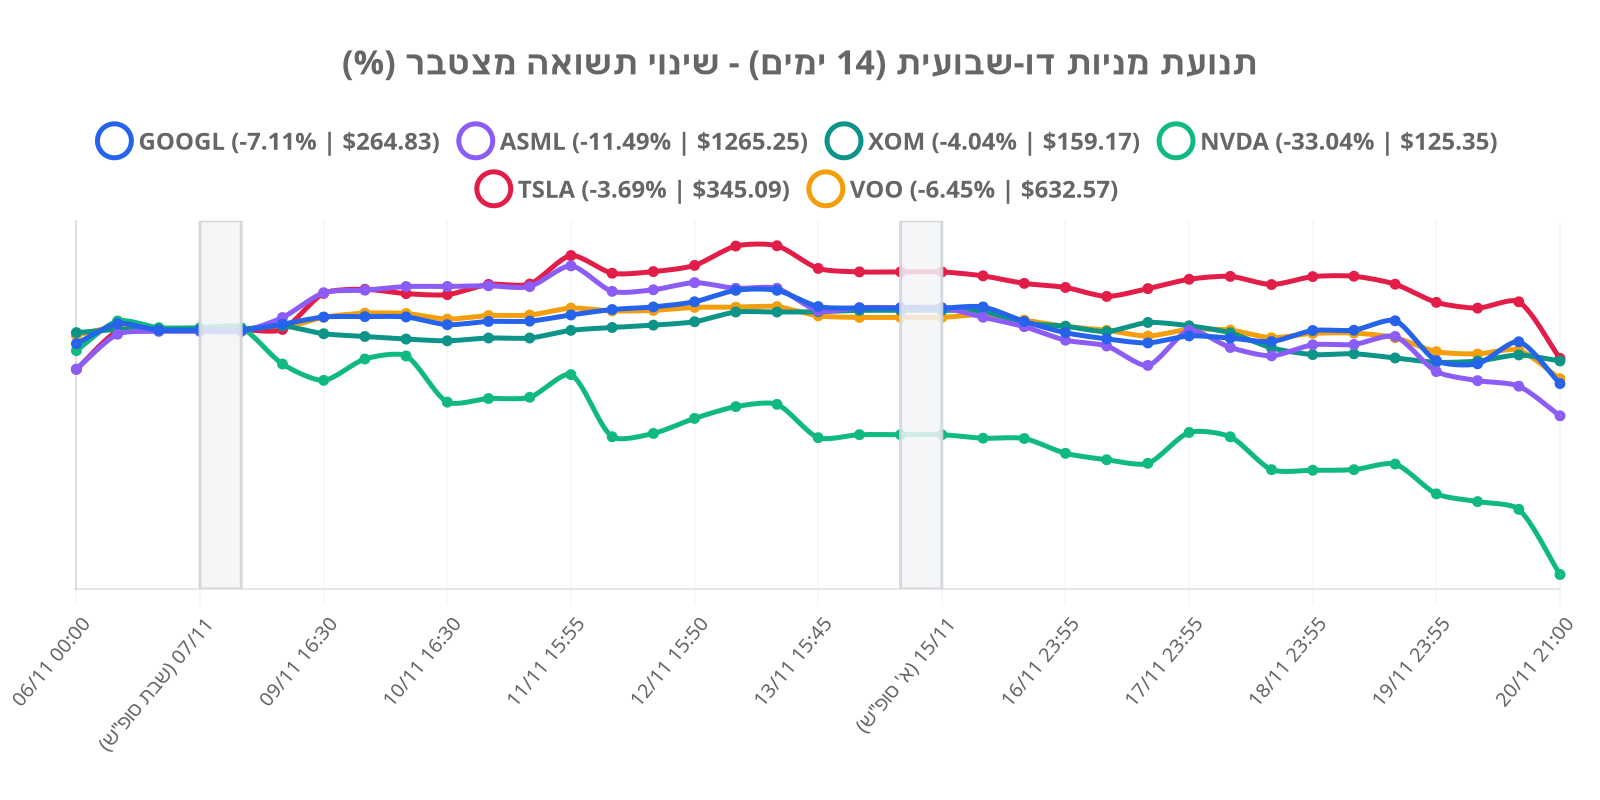 תנועת מניות דו-שבועית (14 ימים) - שינוי תשואה מצטבר (%)
GOOGL (-7.11% | $264.83) ASML (-11.49% | $1265.25) XOM (-4.04% | $159.17) NVDA (-33.04% | $125.35)
TSLA (-3.69% | $345.09) VOO (-6.45% | $632.57)
06/11 00:00
07/11 (שבת סופ"ש)
09/11 16:30
10/11 16:30
11/11 15:55
12/11 15:50
13/11 15:45
15/11 (א' סופ"ש)
16/11 23:55
17/11 23:55
18/11 23:55
19/11 23:55
20/11 21:00